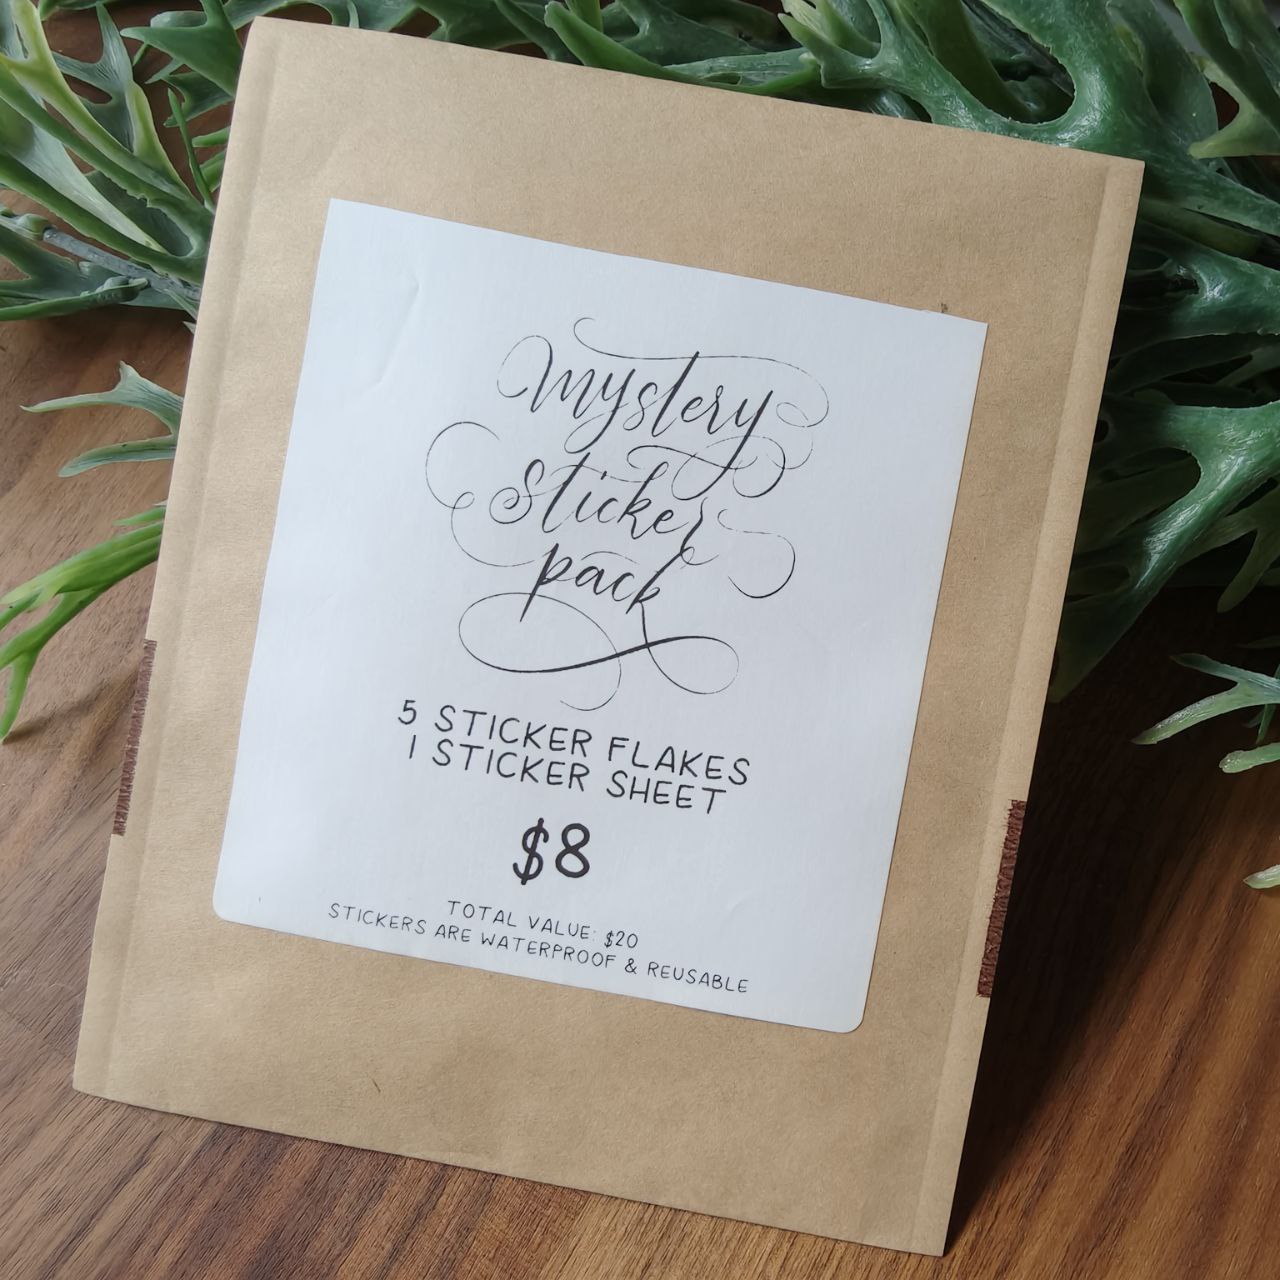 mystery
sticker
pack
5 STICKER FLAKES
1 STICKER SHEET
$8
TOTAL VALUE: $20
STICKERS ARE WATERPROOF & REUSABLE